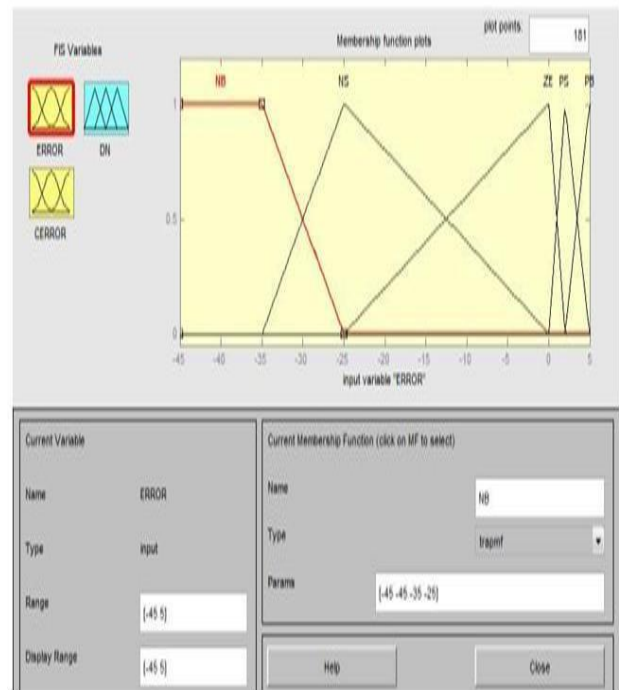 FIS Variables
Membership function plots
plot points:
181
NB
NS
ZE
PS
PB
ERROR
DN
CERROR
1
0.5
0
-45
-40
-35
-30
-25
-20
-15
-10
-5
0
5
input variable "ERROR"
Current Variable
Name
ERROR
Type
input
Range
[-45 5]
Display Range
[-45 5]
Current Membership Function (click on MF to select)
Name
NB
Type
trapmf
Params
[-45 -45 -35 -25]
Help
Close